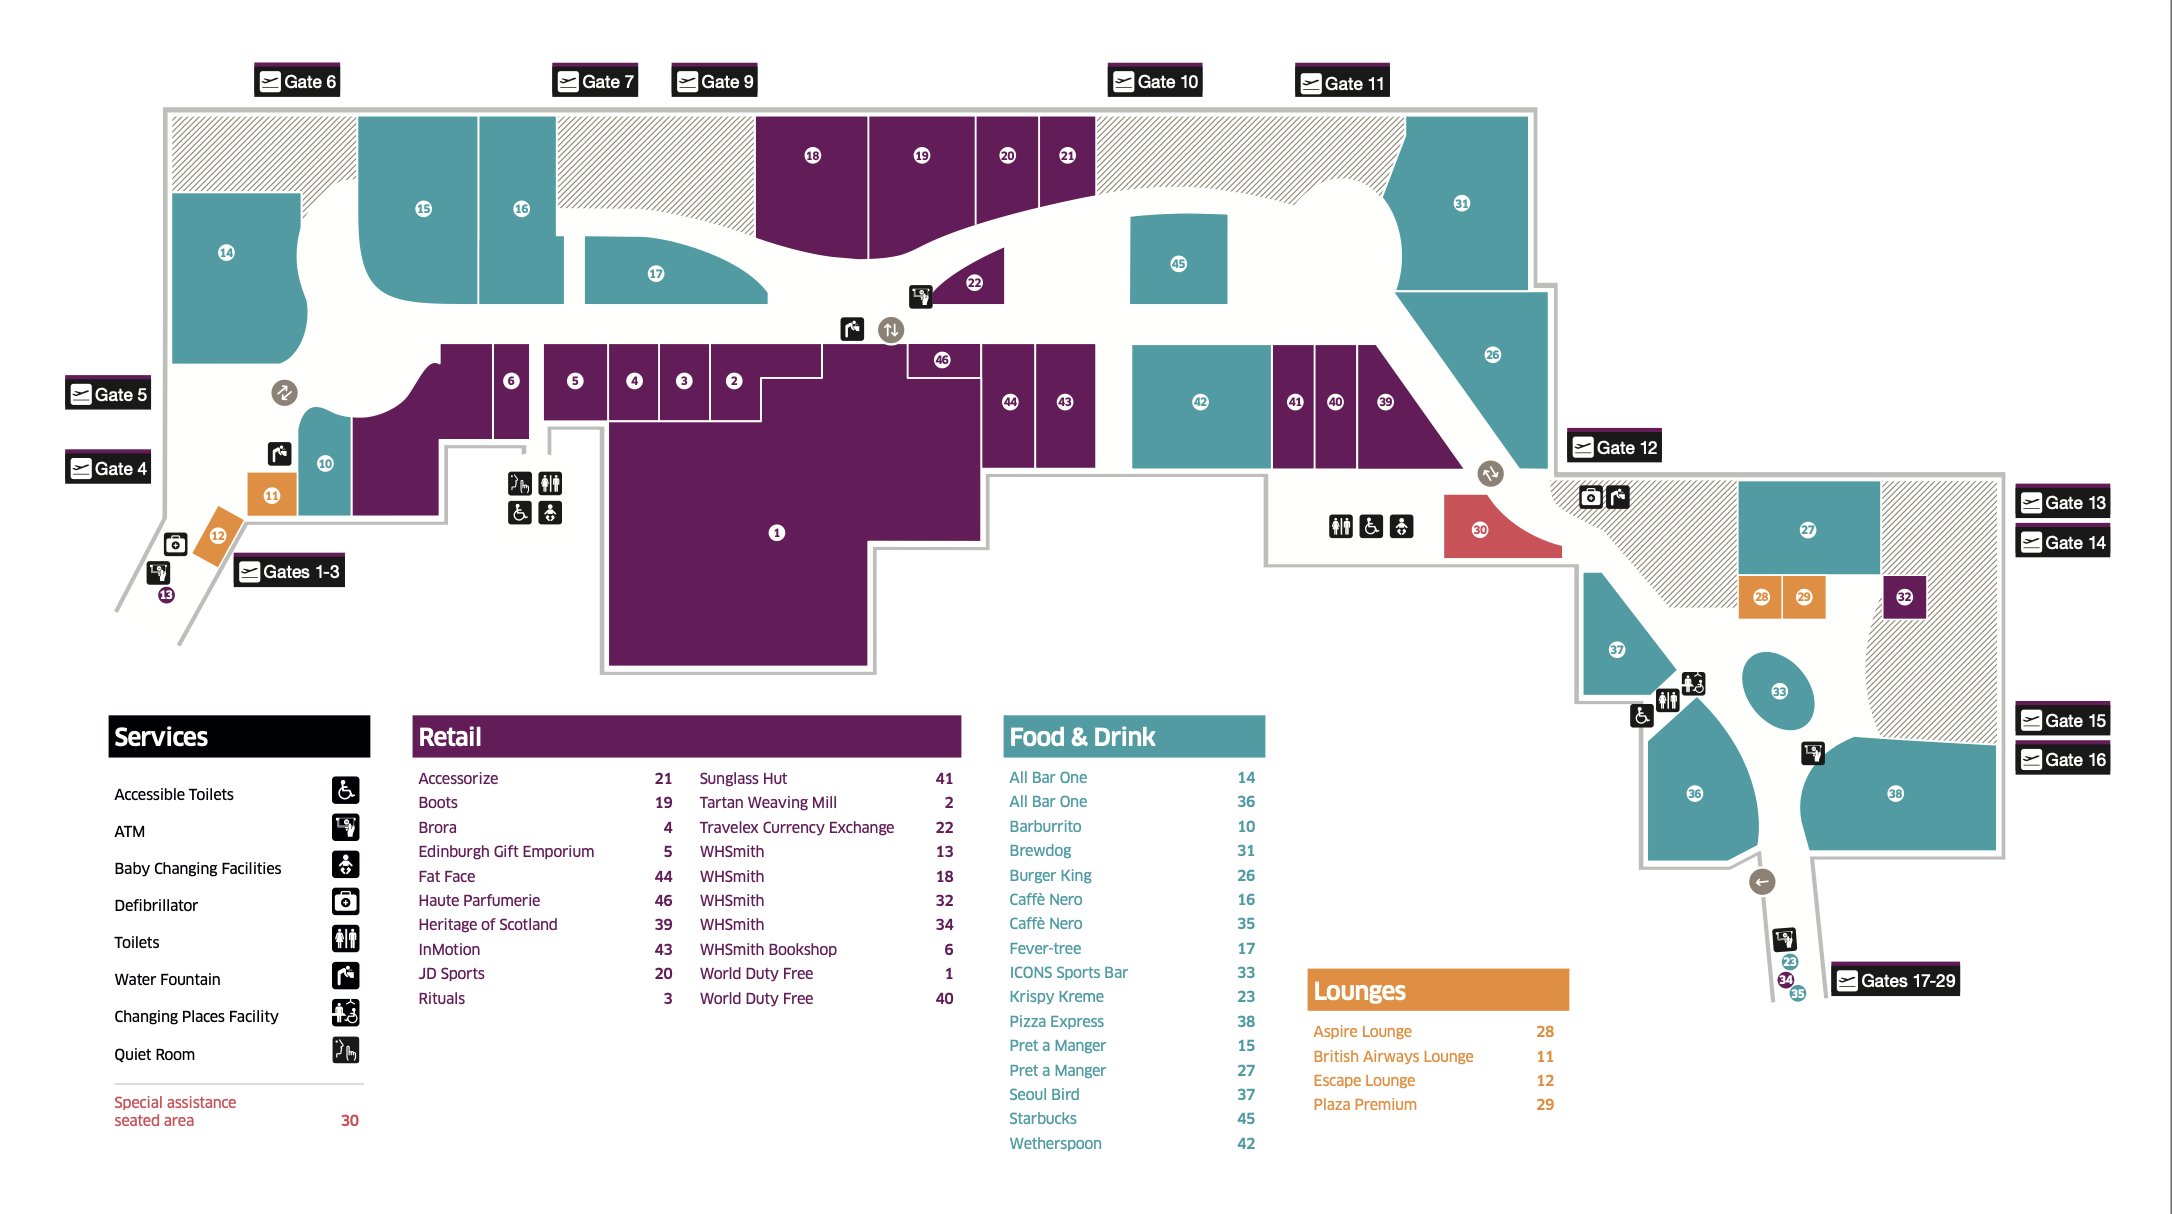 Gate 6
Gate 7
Gate 9
Gate 10
Gate 11
18
19
20
21
15
16
31
14
17
45
22
26
46
6
5
4
3
2
44
43
42
41
40
39
Gate 5
Gate 4
10
11
12
13
Gates 1-3
1
Gate 12
30
27
Gate 13
Gate 14
28
29
32
37
33
Gate 15
Gate 16
36
38
23
34
35
Gates 17-29
Services
Accessible Toilets
ATM
Baby Changing Facilities
Defibrillator
Toilets
Water Fountain
Changing Places Facility
Quiet Room
Special assistance
seated area 30
Retail
Accessorize 21
Boots 19
Brora 4
Edinburgh Gift Emporium 5
Fat Face 44
Haute Parfumerie 46
Heritage of Scotland 39
InMotion 43
JD Sports 20
Rituals 3
Sunglass Hut 41
Tartan Weaving Mill 2
Travelex Currency Exchange 22
WHSmith 13
WHSmith 18
WHSmith 32
WHSmith 34
WHSmith Bookshop 6
World Duty Free 1
World Duty Free 40
Food & Drink
All Bar One 14
All Bar One 36
Barburrito 10
Brewdog 31
Burger King 26
Caffè Nero 16
Caffè Nero 35
Fever-tree 17
ICONS Sports Bar 33
Krispy Kreme 23
Pizza Express 38
Pret a Manger 15
Pret a Manger 27
Seoul Bird 37
Starbucks 45
Wetherspoon 42
Lounges
Aspire Lounge 28
British Airways Lounge 11
Escape Lounge 12
Plaza Premium 29